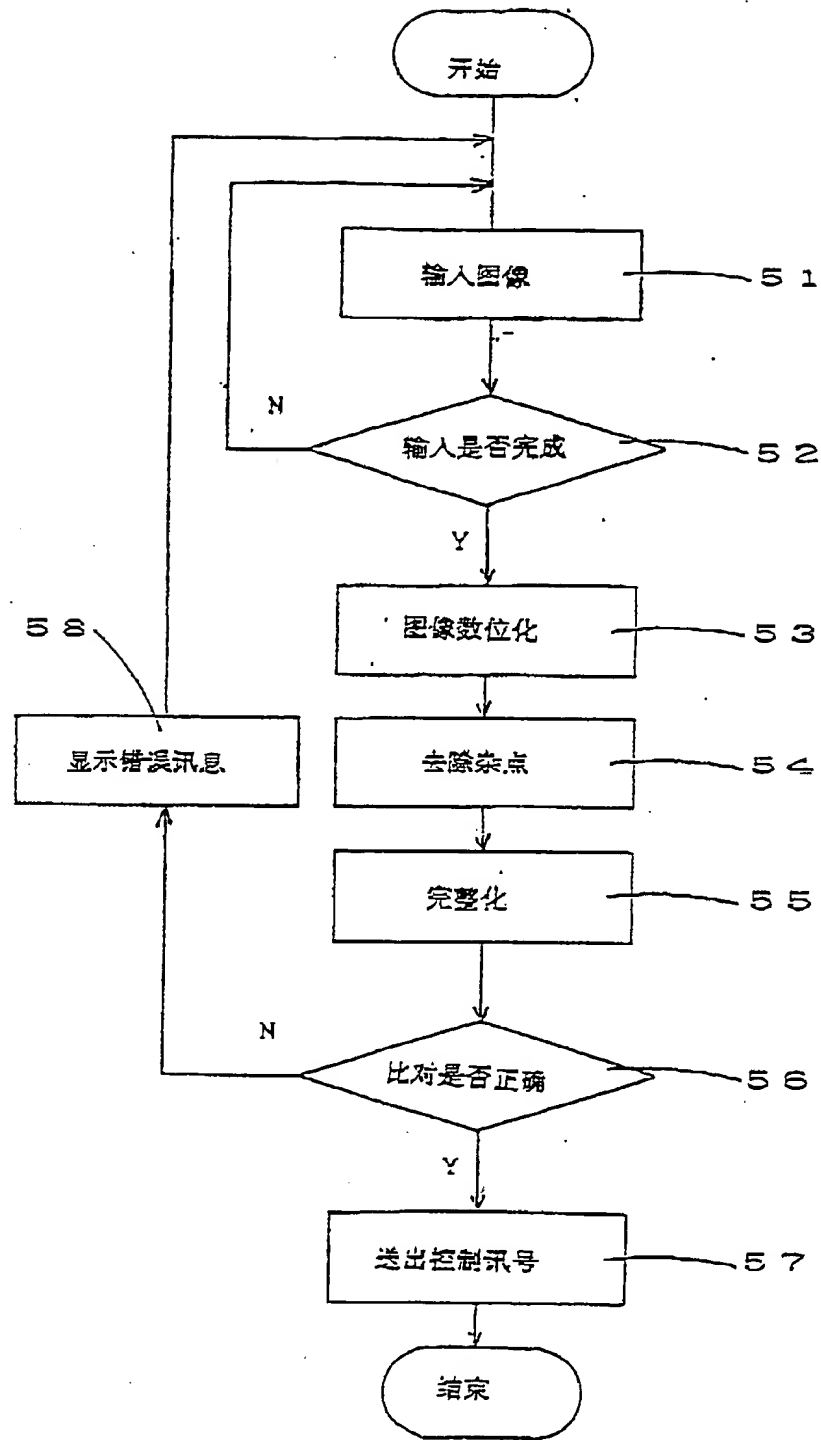 开始
输入图像
51
N
输入是否完成
52
Y
图像数位化
53
58
显示错误讯息
去除杂点
54
完整化
55
N
比对是否正确
56
Y
送出控制讯号
57
结束